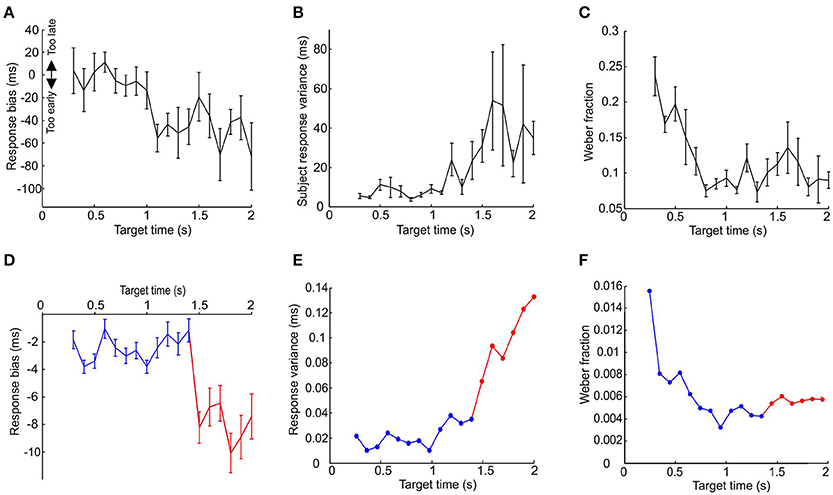 A
B
C
Too late
Too early
Response bias (ms)
40
20
0
-20
-40
-60
-80
-100
0 0.5 1 1.5 2
Target time (s)
Subject response variance (ms)
80
60
40
20
0
0 0.5 1 1.5 2
Target time (s)
Weber fraction
0.3
0.25
0.2
0.15
0.1
0.05
0 0.5 1 1.5 2
Target time (s)
D
E
F
Target time (s)
0 0.5 1 1.5 2
Response bias (ms)
-2
-4
-6
-8
-10
Response variance (ms)
0.14
0.12
0.1
0.08
0.06
0.04
0.02
0
0 0.5 1 1.5 2
Target time (s)
Weber fraction
0.016
0.014
0.012
0.01
0.008
0.006
0.004
0.002
0
0 0.5 1 1.5 2
Target time (s)